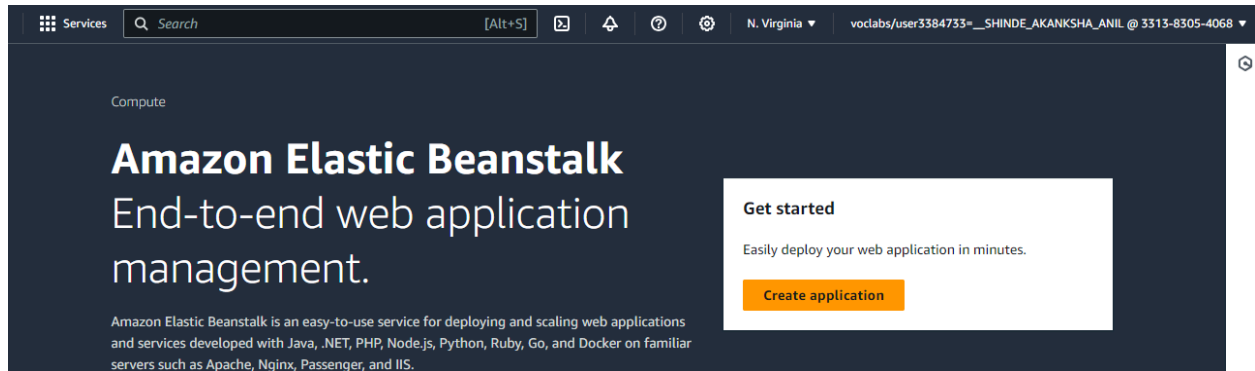 Services Search [Alt+S] N. Virginia ▼ voclabs/user3384733=__SHINDE_AKANKSHA_ANIL @ 3313-8305-4068 ▼
Compute
Amazon Elastic Beanstalk
End-to-end web application
management.
Amazon Elastic Beanstalk is an easy-to-use service for deploying and scaling web applications
and services developed with Java, .NET, PHP, Node.js, Python, Ruby, Go, and Docker on familiar
servers such as Apache, Nginx, Passenger, and IIS.
Get started
Easily deploy your web application in minutes.
Create application